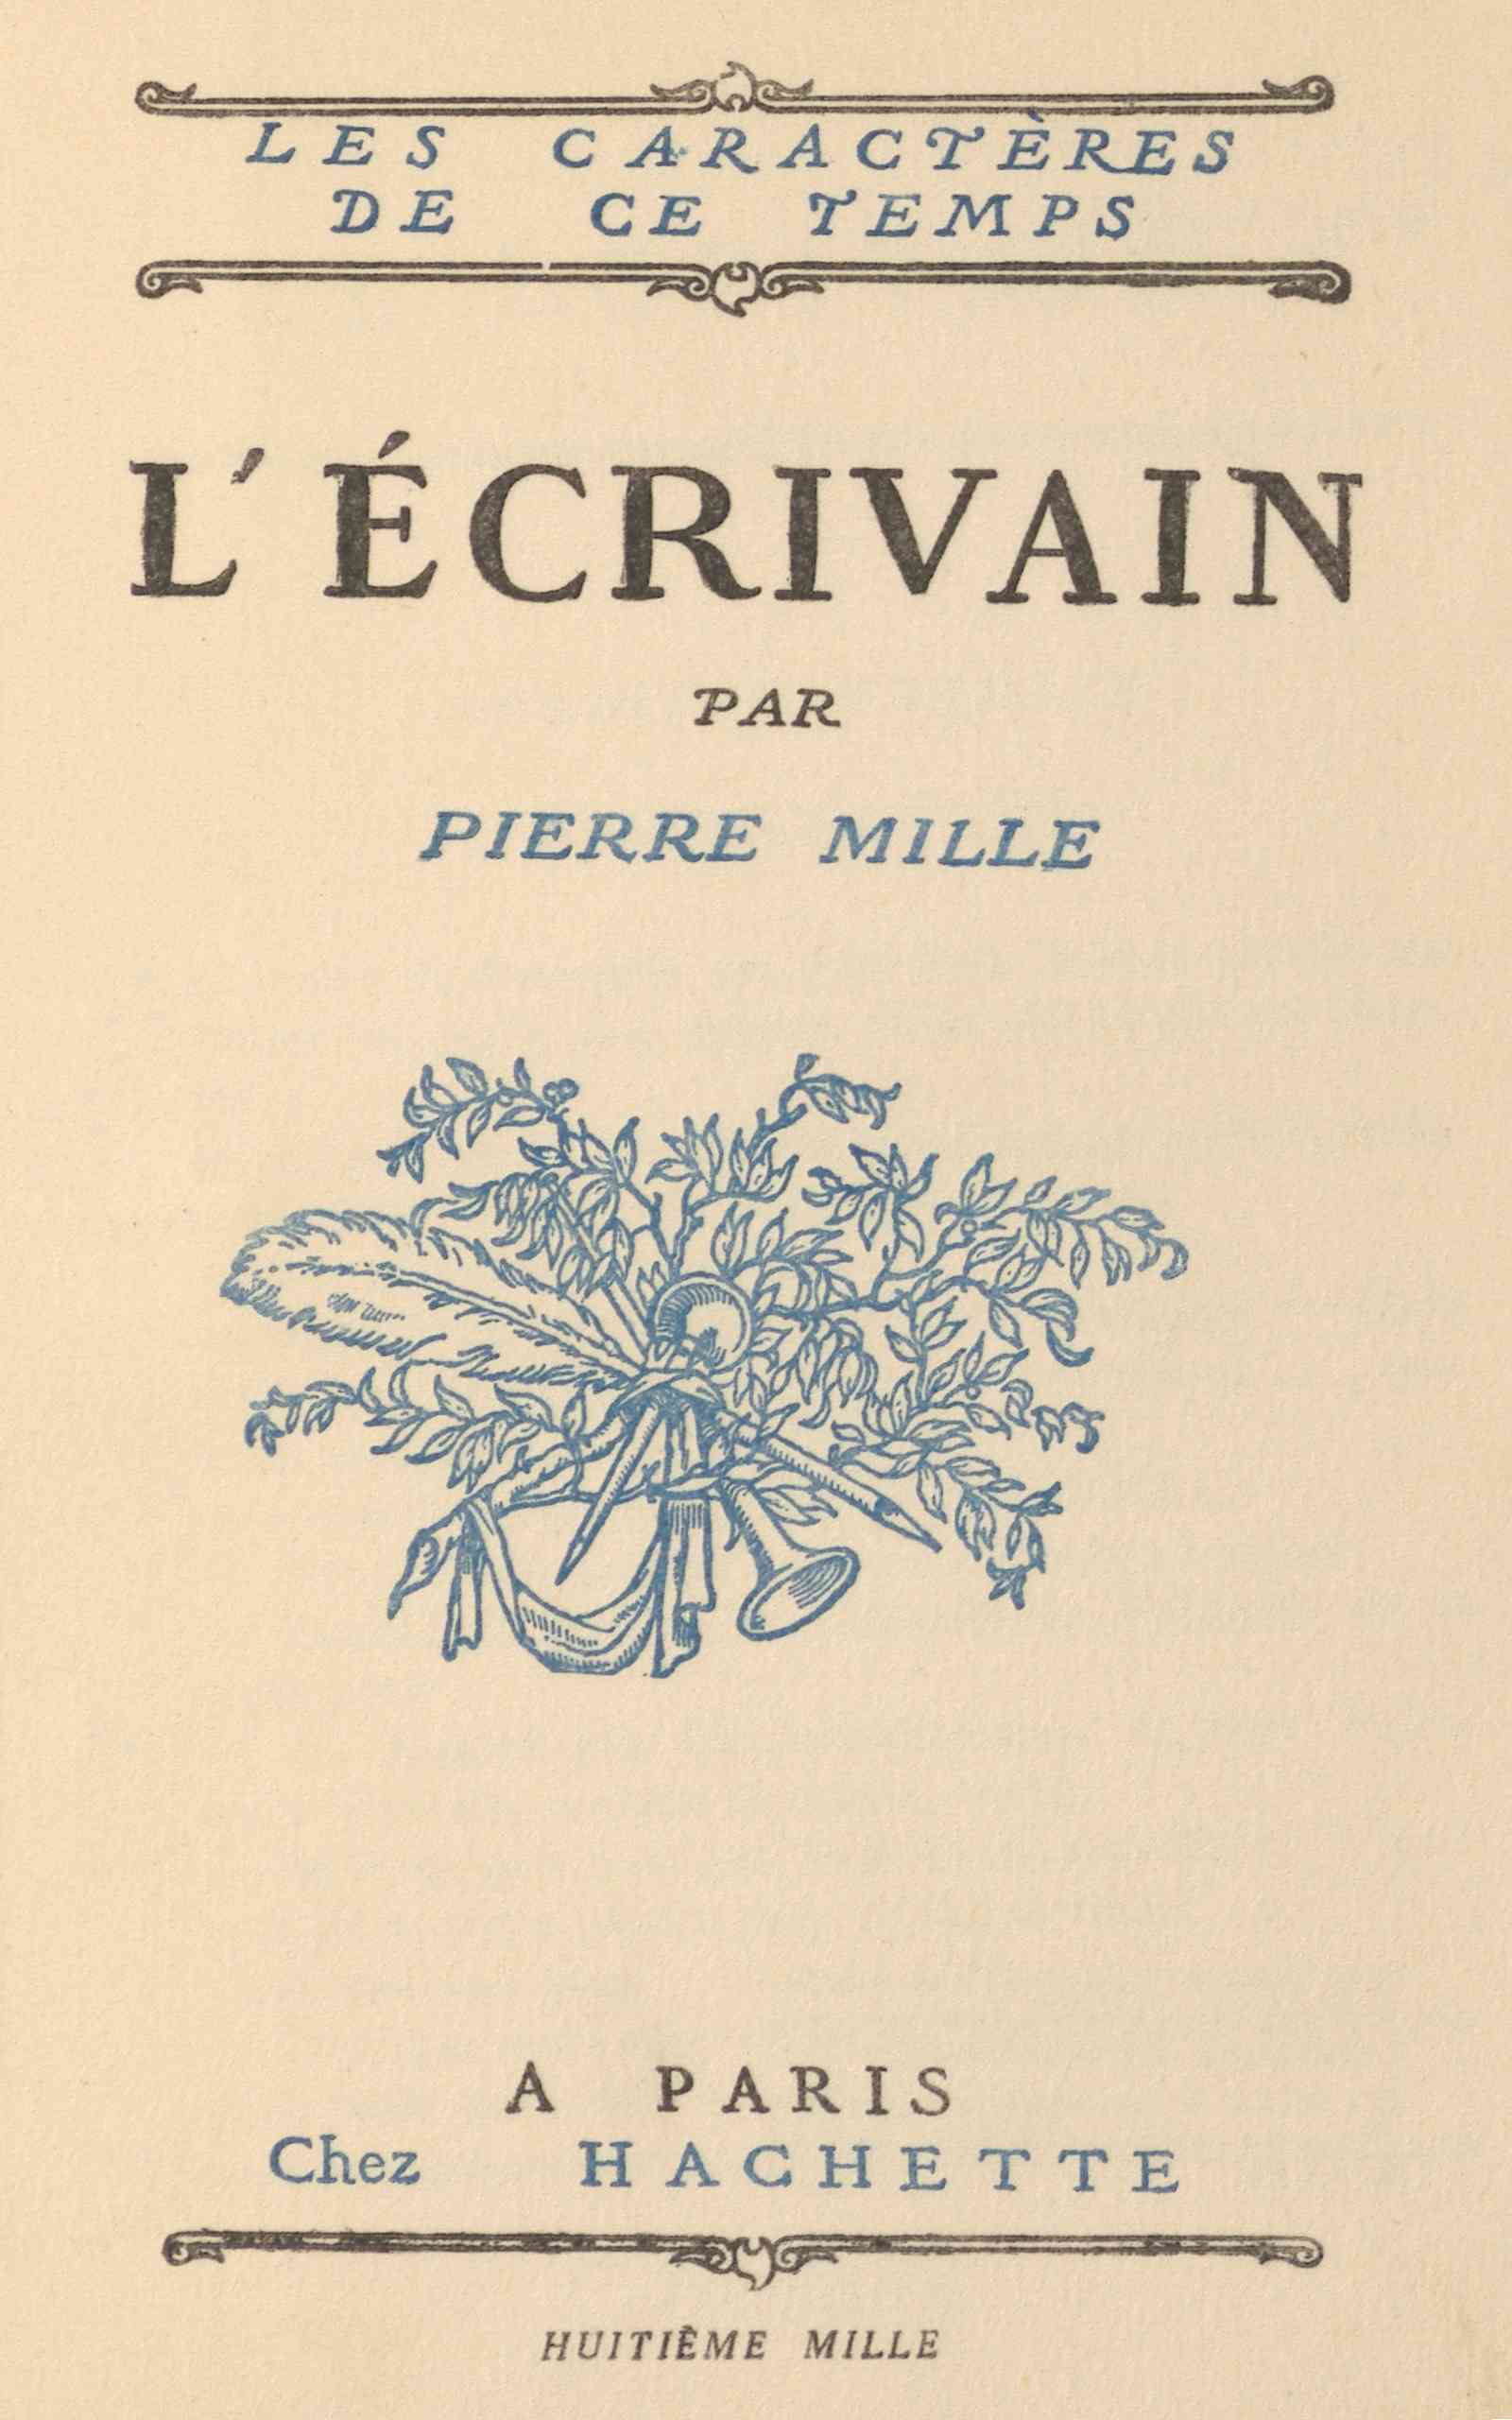 LES CARACTÈRES
DE CE TEMPS
L'ÉCRIVAIN
PAR
PIERRE MILLE
A PARIS
Chez HACHETTE
HUITIÈME MILLE